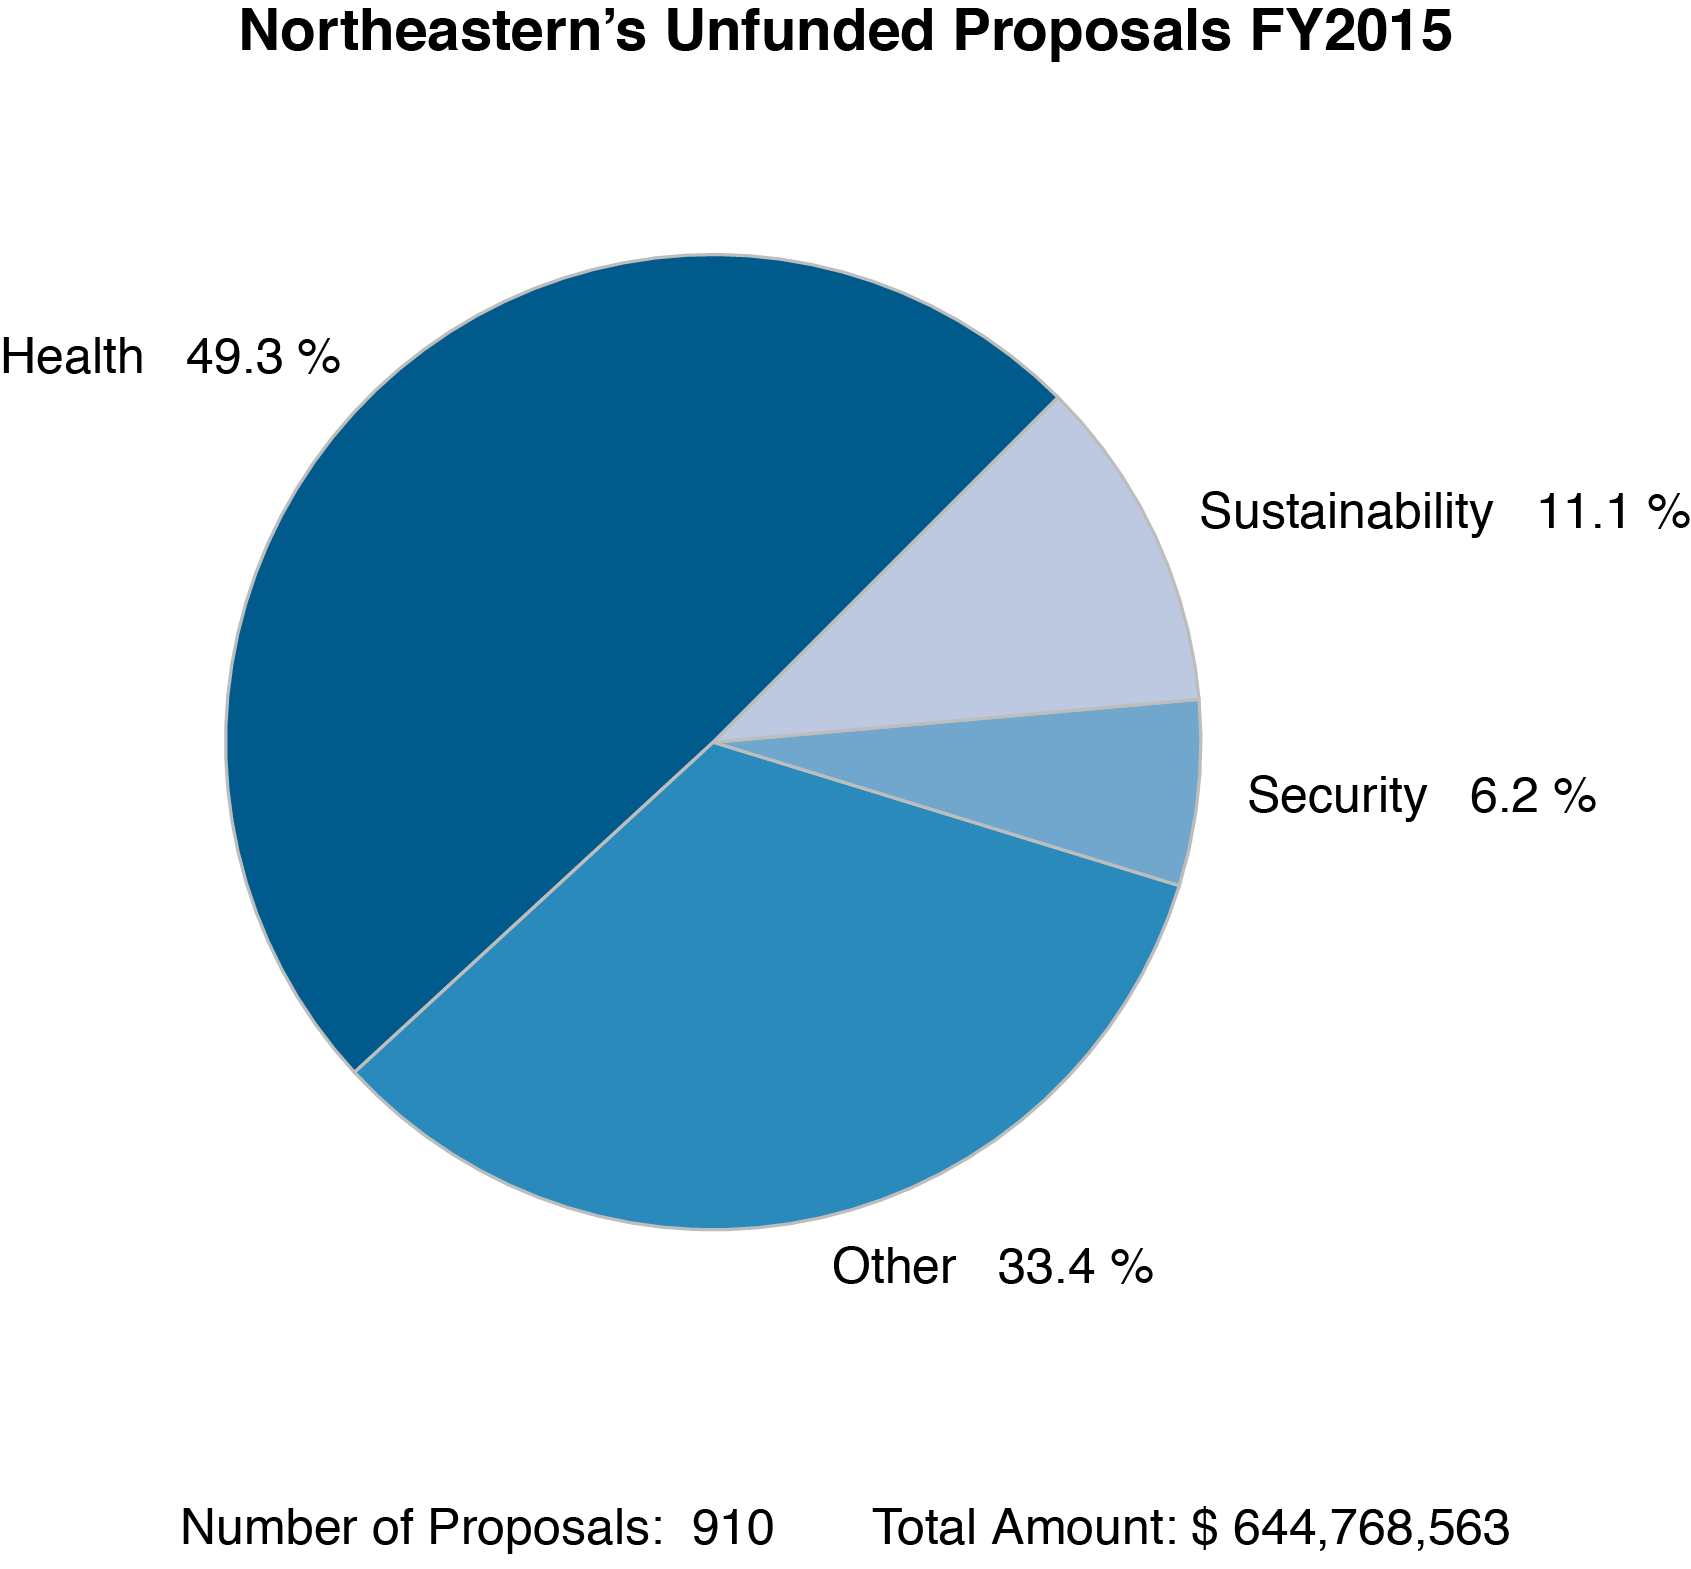 Northeastern’s Unfunded Proposals FY2015
Health 49.3 %
Sustainability 11.1 %
Security 6.2 %
Other 33.4 %
Number of Proposals: 910 Total Amount: $ 644,768,563